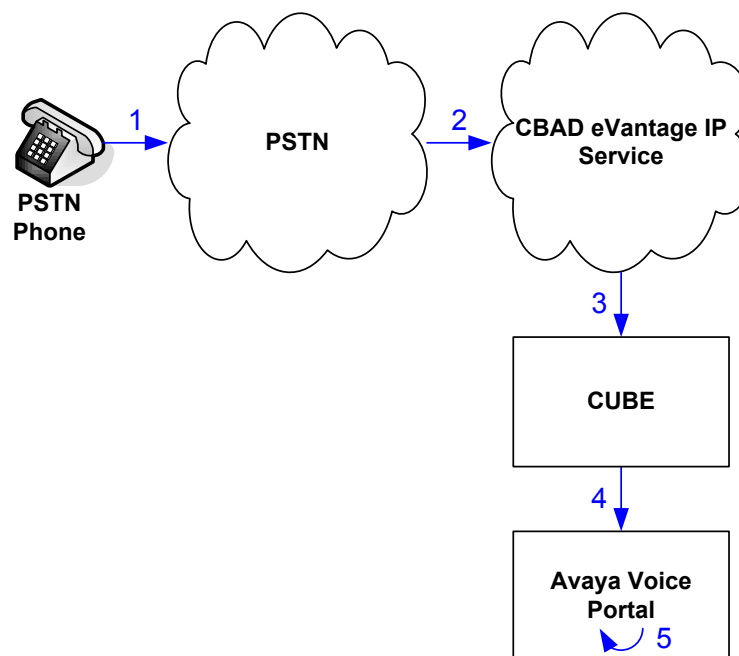 1
PSTN
Phone
PSTN
2
CBAD eVantage IP
Service
3
CUBE
4
Avaya Voice
Portal
5